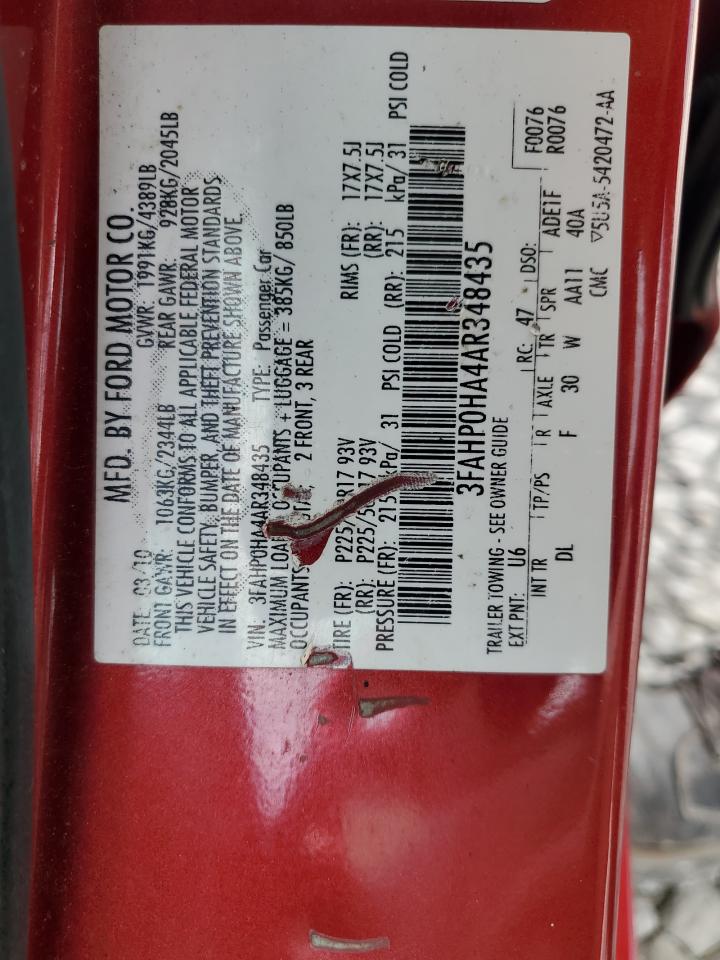 MFD. BY FORD MOTOR CO.
DATE: 03/10 GVWR: 1991KG/4389LB
FRONT GAWR: 1063KG/2344LB REAR GAWR: 928KG/2045LB
THIS VEHICLE CONFORMS TO ALL APPLICABLE FEDERAL MOTOR
VEHICLE SAFETY, BUMPER, AND THEFT PREVENTION STANDARDS
IN EFFECT ON THE DATE OF MANUFACTURE SHOWN ABOVE.
VIN: 3FAHP0HA4AR348435 TYPE: Passenger Car
MAXIMUM LOAD OCCUPANTS + LUGGAGE = 385KG/ 850LB
OCCUPANTS 2 FRONT, 3 REAR
TIRE (FR): 93V RIMS (FR): 17X7.5J
(RR): 93V (RR): 17X7.5J
PRESSURE (FR): 215 kPa/ 31 PSI COLD (RR): 215 kPa/ 31 PSI COLD
3FAHP0HA4AR348435
TRAILER TOWING - SEE OWNER GUIDE
EXT PNT: U6 RC: 47 DSO: F0076
R0076
INT TR TP/PS R AXLE TR SPR ADE1F
DL F 30 W AA11 40A
CMC ▽5U5A-5420472-AA